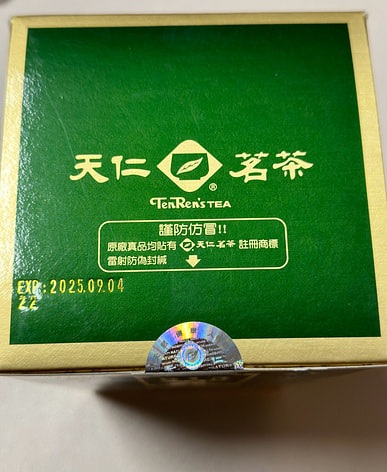 天仁茗茶
®
TenRen's TEA
謹防仿冒!!
原廠真品均貼有 天仁茗茶 註冊商標
雷射防偽封緘
EXP:2025.09.04
22